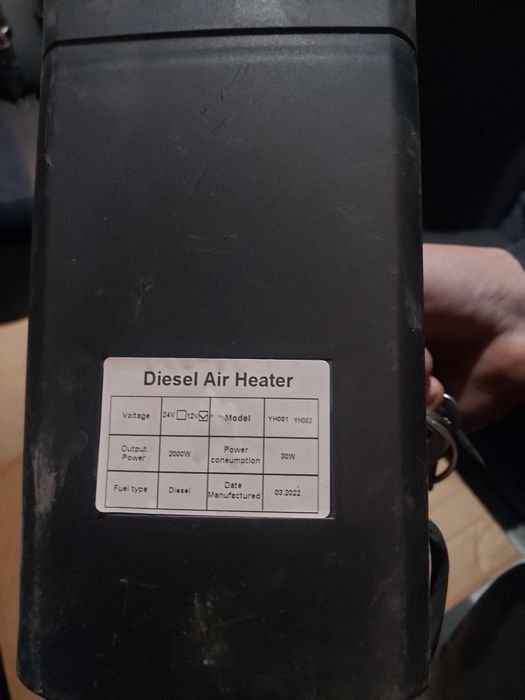 Diesel Air Heater
Voltage 24V 12V Model YH001 YH002
Output Power 2000W Power coneumption 30W
Fuel type Diesel Date Manufactured 03.2022